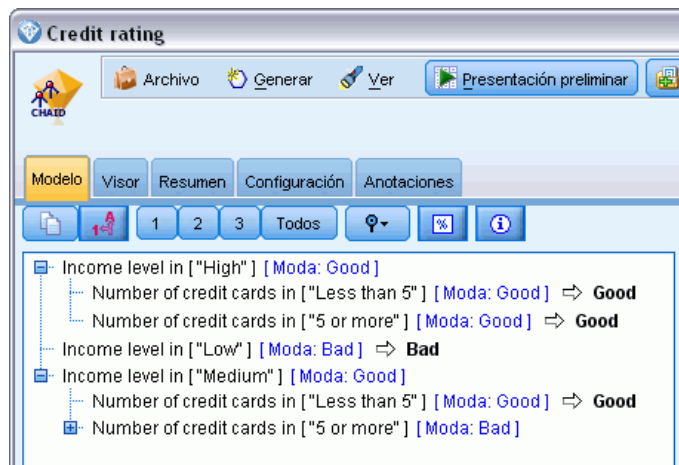 Credit rating
CHAID
Archivo Generar Ver Presentación preliminar
Modelo Visor Resumen Configuración Anotaciones
A 1 1 2 3 Todos %
Income level in ["High"] [Moda: Good]
Number of credit cards in ["Less than 5"] [Moda: Good] ⇨ Good
Number of credit cards in ["5 or more"] [Moda: Good] ⇨ Good
Income level in ["Low"] [Moda: Bad] ⇨ Bad
Income level in ["Medium"] [Moda: Good]
Number of credit cards in ["Less than 5"] [Moda: Good] ⇨ Good
Number of credit cards in ["5 or more"] [Moda: Bad]